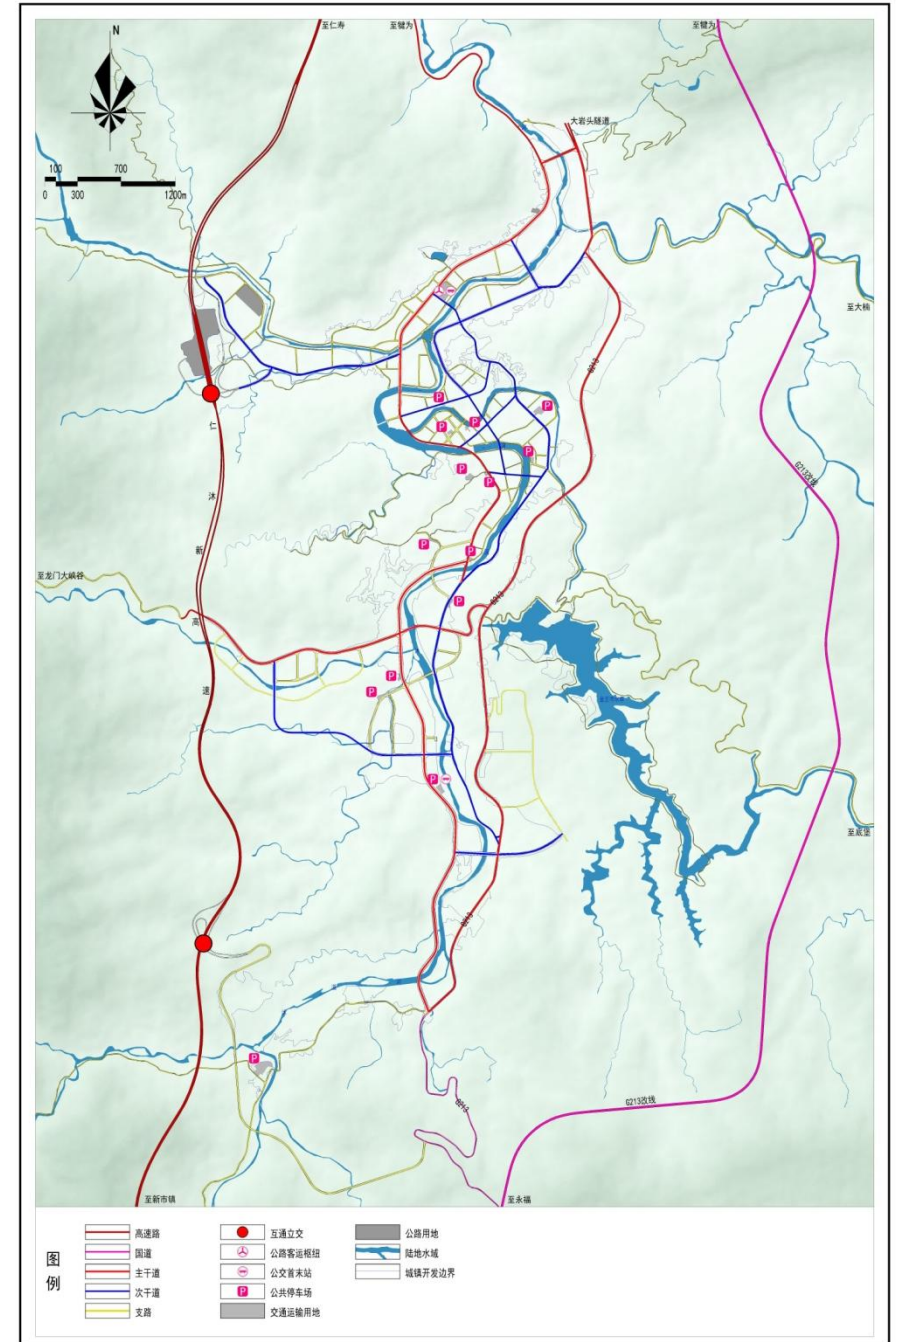 至仁寿
至犍为
至犍为
N
大岩头隧道
100
700
0
300
1200m
至大楠
G213
仁
G213改线
沐
新
至龙门大峡谷
G213
高
速
至底堡
G213
G213
G213改线
至新市镇
至永福
图例
高速路
国道
主干道
次干道
支路
互通立交
公路客运枢纽
公交首末站
P
公共停车场
交通运输用地
公路用地
陆地水域
城镇开发边界